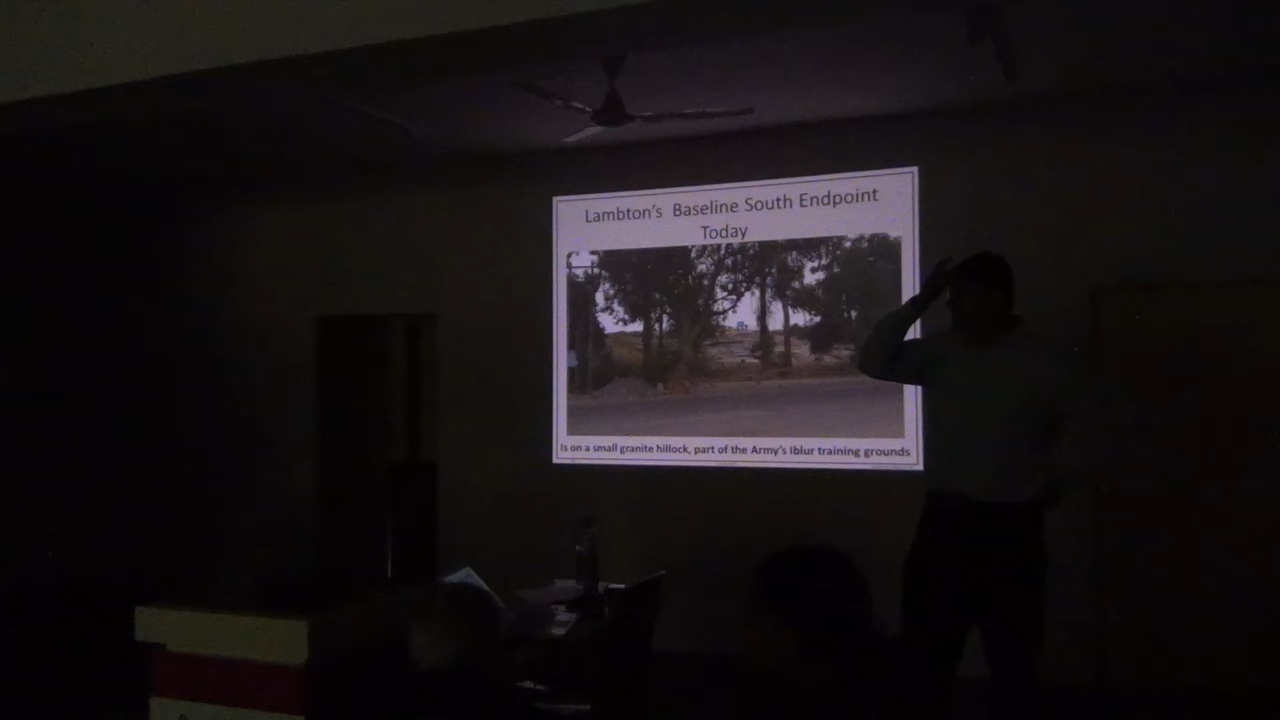 Lambton's Baseline South Endpoint
Today
Is on a small granite hillock, part of the Army's Iblur training grounds